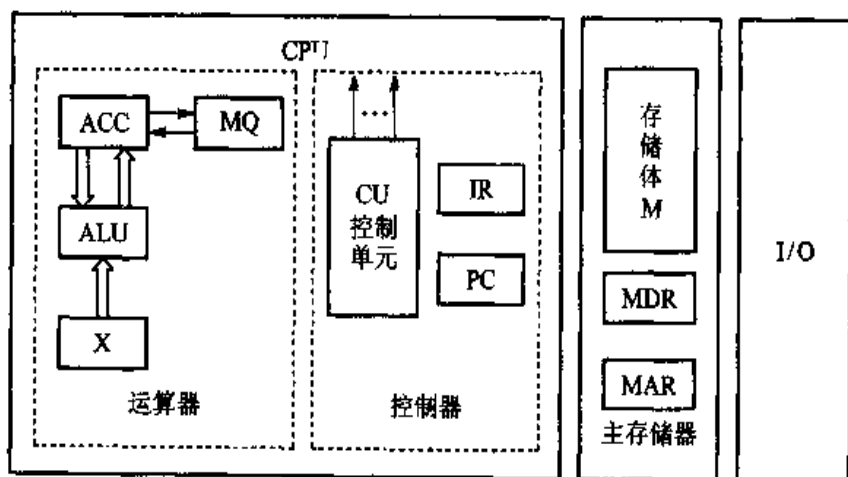 CPU
ACC
MQ
ALU
X
运算器
...
CU
控制
单元
IR
PC
控制器
存
储
体
M
MDR
MAR
主存储器
I/O